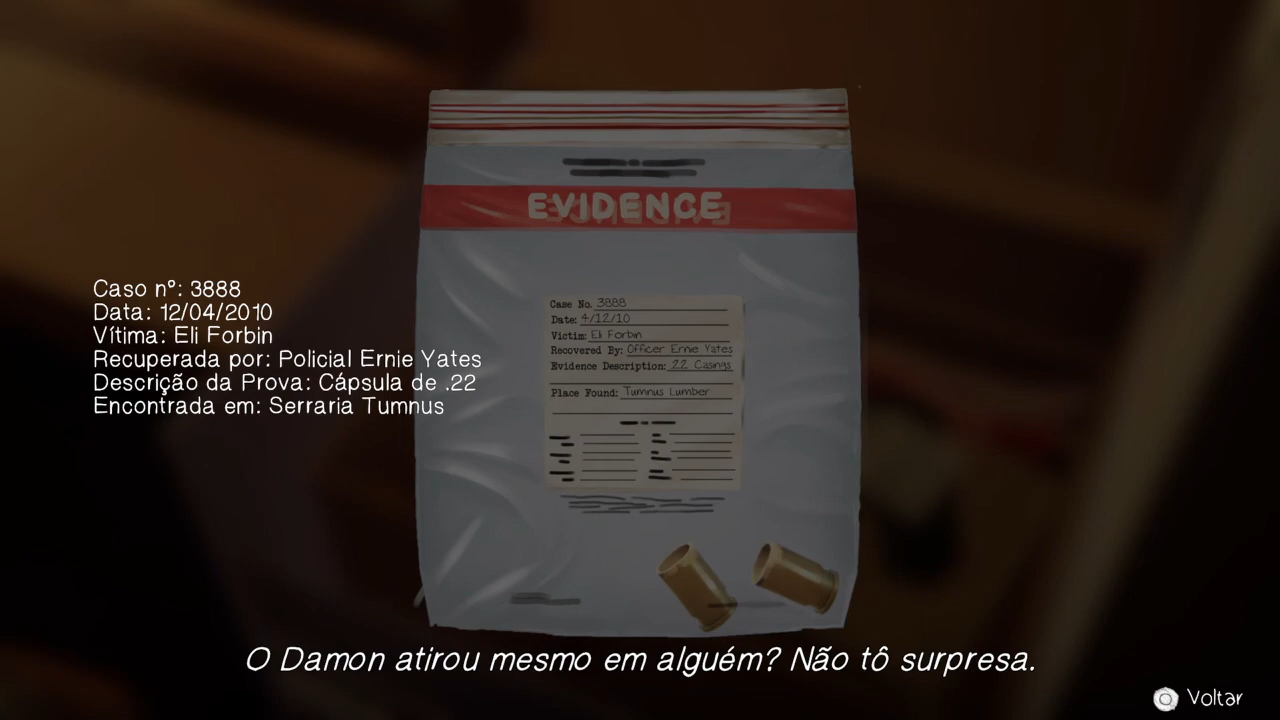 EVIDENCE
Caso nº: 3888
Data: 12/04/2010
Vítima: Eli Forbin
Recuperada por: Policial Ernie Yates
Descrição da Prova: Cápsula de .22
Encontrada em: Serraria Tumnus
Case No. 3888
Date: 4/12/10
Victim: Eli Forbin
Recovered By: Officer Ernie Yates
Evidence Description: .22 Casings
Place Found: Tumnus Lumber
O Damon atirou mesmo em alguém? Não tô surpresa.
Voltar